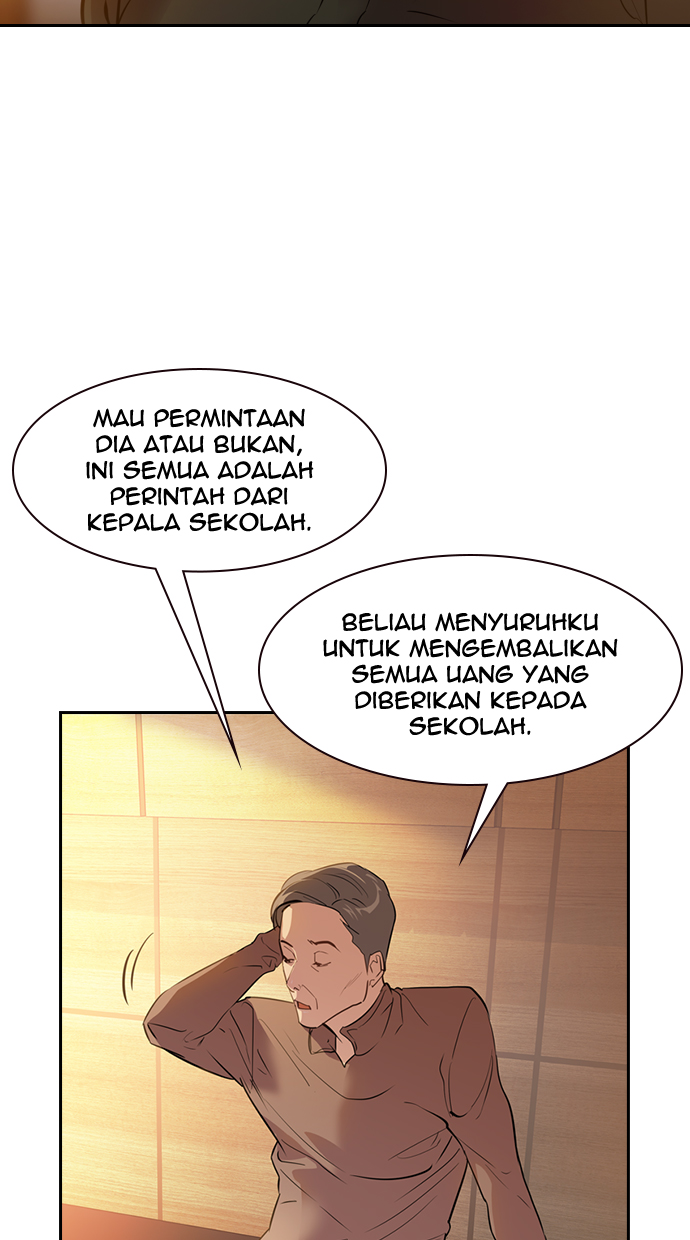 MAU PERMINTAAN
DIA ATAU BUKAN,
INI SEMUA ADALAH
PERINTAH DARI
KEPALA SEKOLAH.
BELIAU MENYURUHKU
UNTUK MENGEMBALIKAN
SEMUA UANG YANG
DIBERIKAN KEPADA
SEKOLAH.